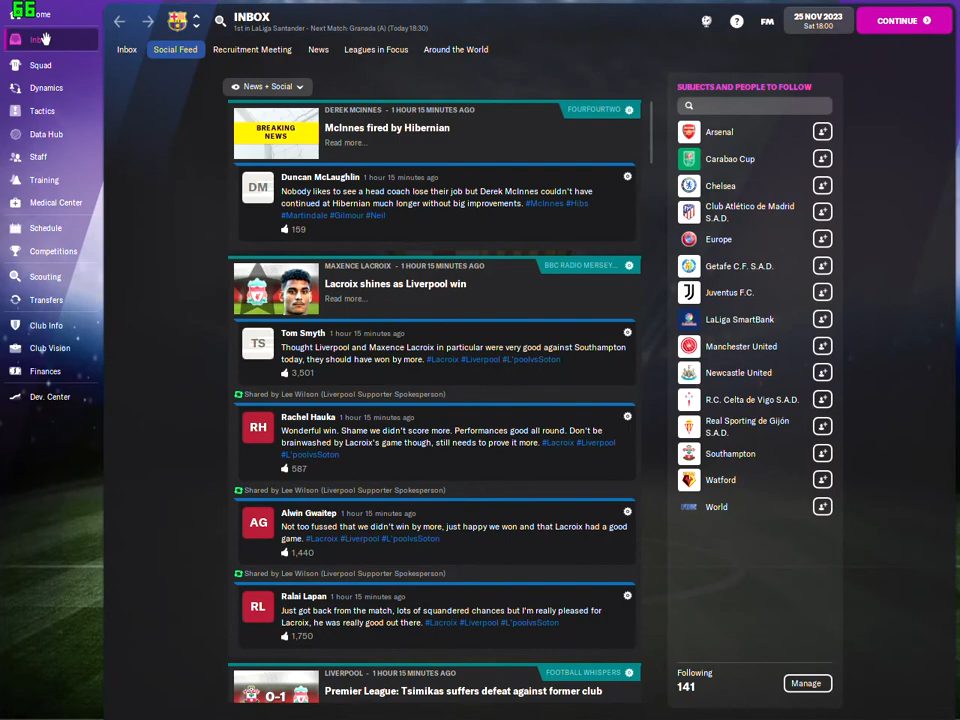 66
Home
INBOX
1st in LaLiga Santander - Next Match: Granada (A) (Today 18:30)
?
FM
25 NOV 2023
Sat 18:00
CONTINUE
Inbox
Social Feed
Recruitment Meeting
News
Leagues in Focus
Around the World
Squad
Dynamics
Tactics
Data Hub
Staff
Training
Medical Center
Schedule
Competitions
Scouting
Transfers
Club Info
Club Vision
Finances
Dev. Center
News + Social
BREAKING
NEWS
DEREK MCINNES - 1 HOUR 15 MINUTES AGO
FOURFOURTWO
McInnes fired by Hibernian
Read more...
DM
Duncan McLaughlin 1 hour 15 minutes ago
Nobody likes to see a head coach lose their job but Derek McInnes couldn't have
continued at Hibernian much longer without big improvements. #McInnes #Hibs
#Martindale #Gilmour #Neil
159
MAXENCE LACROIX - 1 HOUR 15 MINUTES AGO
BBC RADIO MERSEY...
Lacroix shines as Liverpool win
Read more...
TS
Tom Smyth 1 hour 15 minutes ago
Thought Liverpool and Maxence Lacroix in particular were very good against Southampton
today, they should have won by more. #Lacroix #Liverpool #L'poolvsSoton
3,501
Shared by Lee Wilson (Liverpool Supporter Spokesperson)
RH
Rachel Hauka 1 hour 15 minutes ago
Wonderful win. Shame we didn't score more. Performances good all round. Don't be
brainwashed by Lacroix's game though, still needs to prove it more. #Lacroix #Liverpool
#L'poolvsSoton
587
Shared by Lee Wilson (Liverpool Supporter Spokesperson)
AG
Alwin Gwaitep 1 hour 15 minutes ago
Not too fussed that we didn't win by more, just happy we won and that Lacroix had a good
game. #Lacroix #Liverpool #L'poolvsSoton
1,440
Shared by Lee Wilson (Liverpool Supporter Spokesperson)
RL
Ralai Lapan 1 hour 15 minutes ago
Just got back from the match, lots of squandered chances but I'm really pleased for
Lacroix, he was really good out there. #Lacroix #Liverpool #L'poolvsSoton
1,750
LIVERPOOL - 1 HOUR 15 MINUTES AGO
FOOTBALL WHISPERS
0-1
Premier League: Tsimikas suffers defeat against former club
SUBJECTS AND PEOPLE TO FOLLOW
Arsenal
Carabao Cup
Chelsea
Club Atlético de Madrid
S.A.D.
Europe
Getafe C.F. S.A.D.
Juventus F.C.
LaLiga SmartBank
Manchester United
Newcastle United
R.C. Celta de Vigo S.A.D.
Real Sporting de Gijón
S.A.D.
Southampton
Watford
World
Following
141
Manage